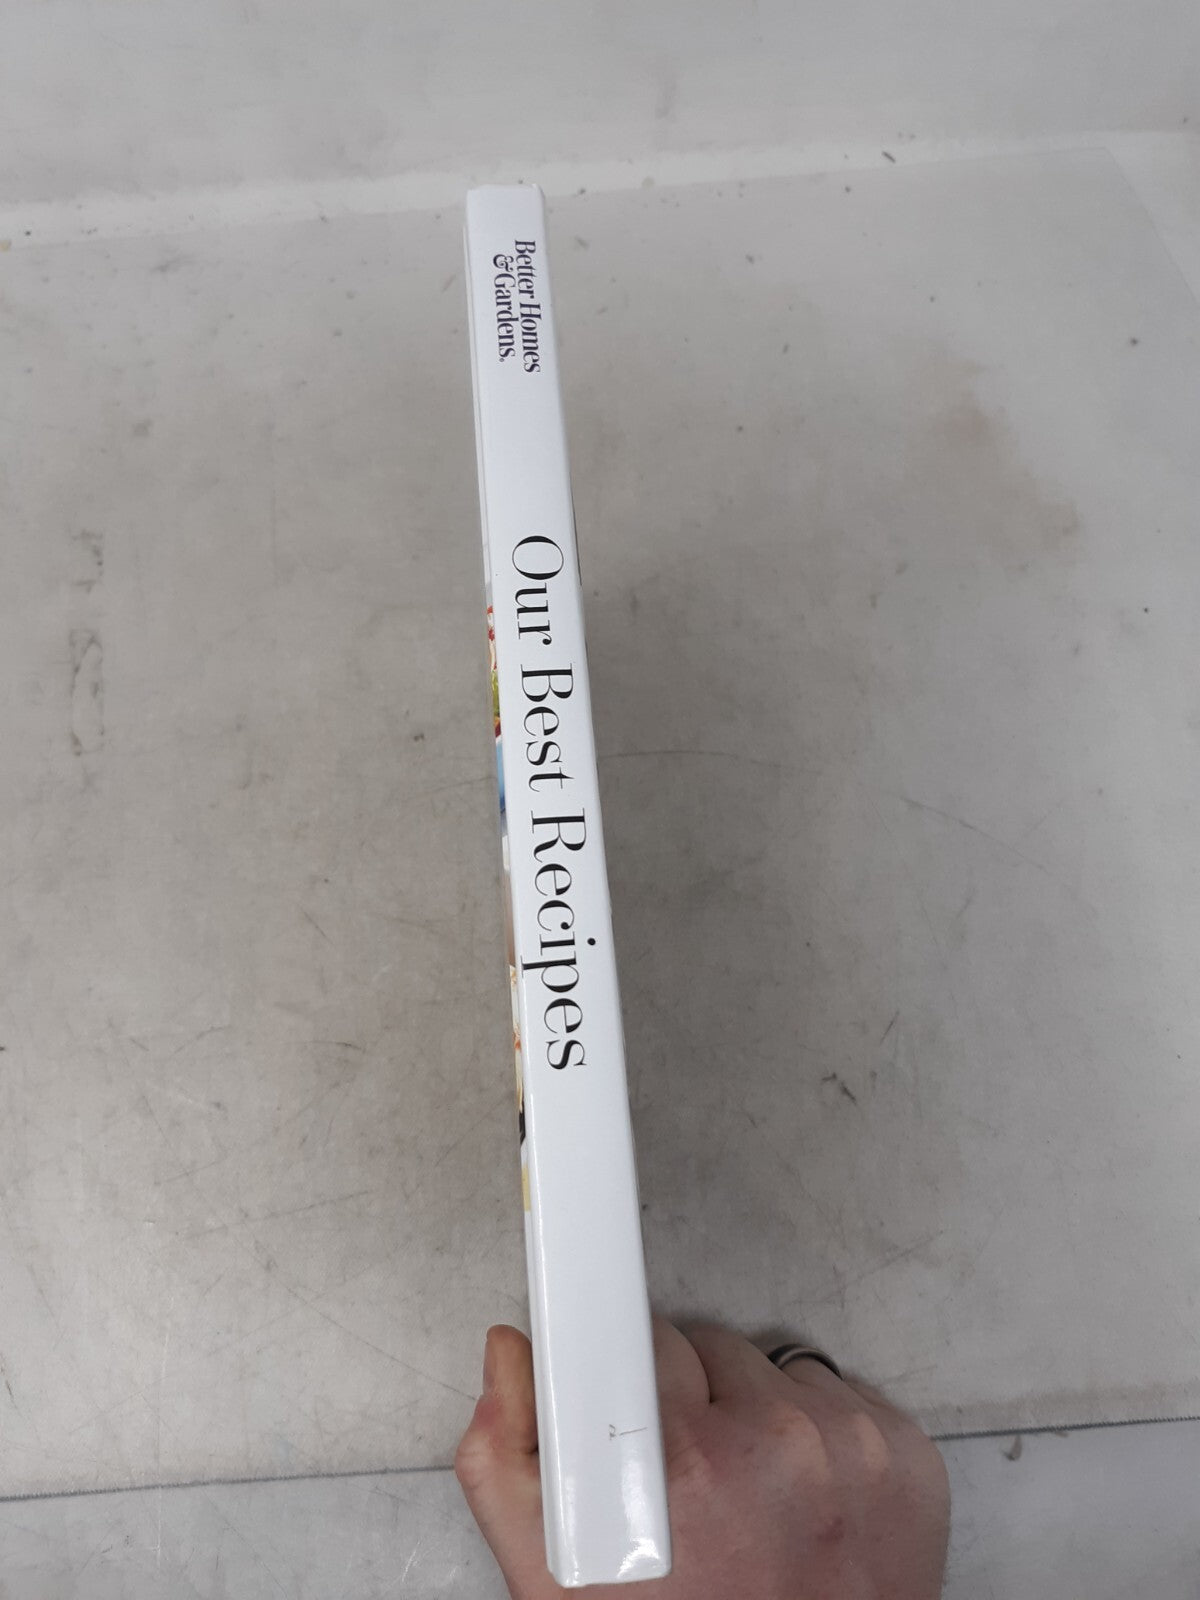 Better Homes
& Gardens.
Our Best Recipes